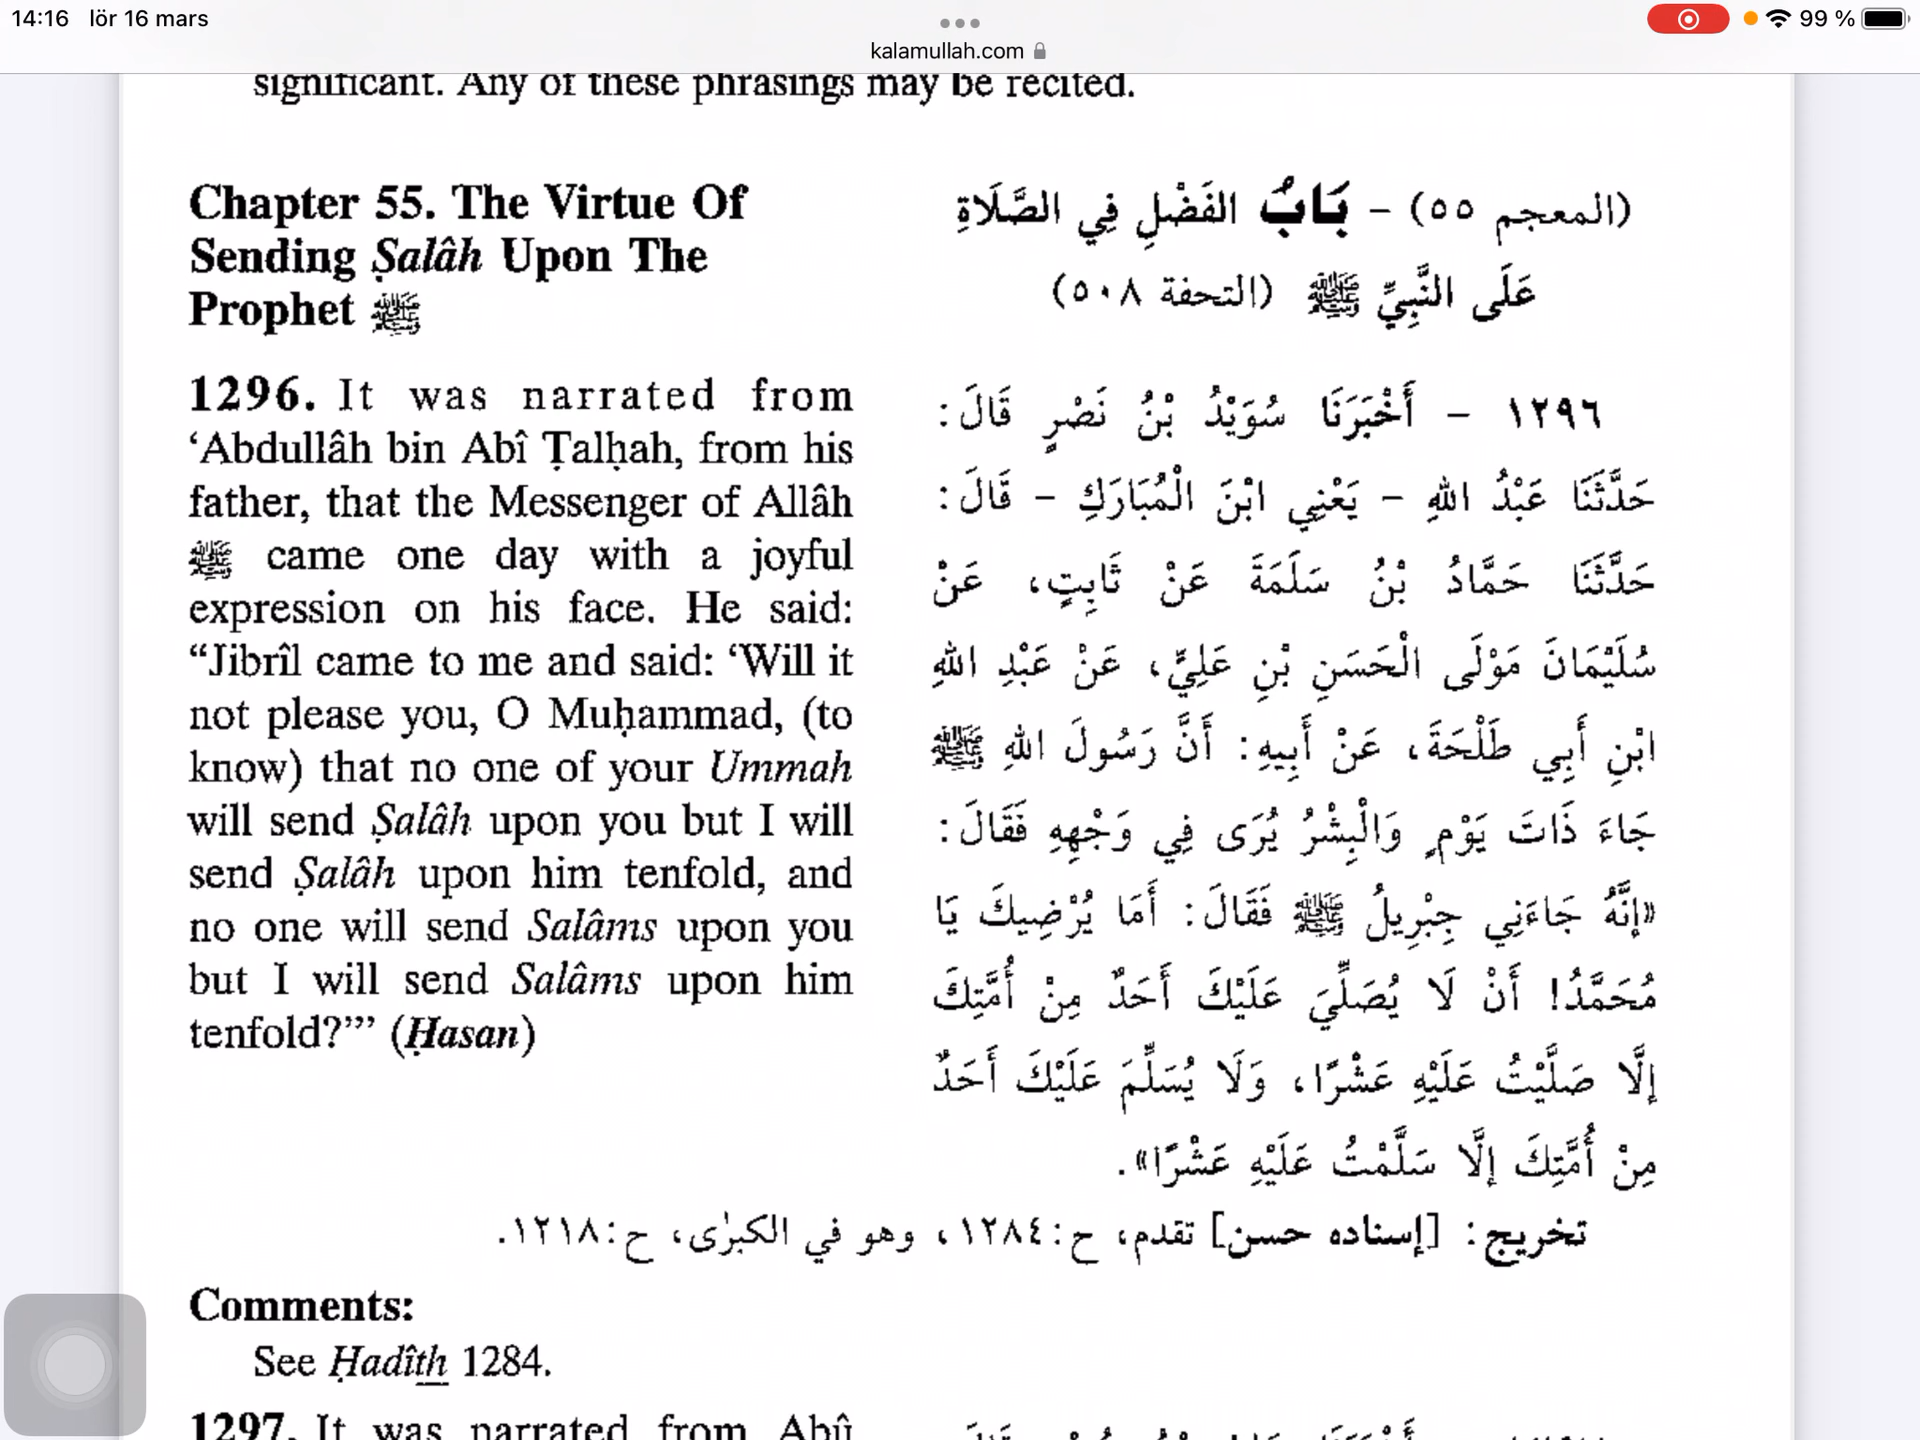 14:16 lör 16 mars
99 %
kalamullah.com
significant. Any of these phrasings may be recited.
Chapter 55. The Virtue Of
Sending Ṣalâh Upon The
Prophet ﷺ
(المعجم ٥٥) - بَابُ الفَضْلِ فِي الصَّلَاةِ
عَلَى النَّبِيِّ ﷺ (التحفة ٥٠٨)
1296. It was narrated from
‘Abdullâh bin Abî Ṭalḥah, from his
father, that the Messenger of Allâh
ﷺ came one day with a joyful
expression on his face. He said:
“Jibrîl came to me and said: ‘Will it
not please you, O Muḥammad, (to
know) that no one of your Ummah
will send Ṣalâh upon you but I will
send Ṣalâh upon him tenfold, and
no one will send Salâms upon you
but I will send Salâms upon him
tenfold?’” (Ḥasan)
١٢٩٦ - أَخْبَرَنَا سُوَيْدُ بْنُ نَصْرٍ قَالَ:
حَدَّثَنَا عَبْدُ اللهِ - يَعْنِي ابْنَ الْمُبَارَكِ - قَالَ:
حَدَّثَنَا حَمَّادُ بْنُ سَلَمَةَ عَنْ ثَابِتٍ، عَنْ
سُلَيْمَانَ مَوْلَى الْحَسَنِ بْنِ عَلِيٍّ، عَنْ عَبْدِ اللهِ
ابْنِ أَبِي طَلْحَةَ، عَنْ أَبِيهِ: أَنَّ رَسُولَ اللهِ ﷺ
جَاءَ ذَاتَ يَوْمٍ وَالْبِشْرُ يُرَى فِي وَجْهِهِ فَقَالَ:
«إِنَّهُ جَاءَنِي جِبْرِيلُ ﷺ فَقَالَ: أَمَا يُرْضِيكَ يَا
مُحَمَّدُ! أَنْ لَا يُصَلِّيَ عَلَيْكَ أَحَدٌ مِنْ أُمَّتِكَ
إِلَّا صَلَّيْتُ عَلَيْهِ عَشْرًا، وَلَا يُسَلِّمَ عَلَيْكَ أَحَدٌ
مِنْ أُمَّتِكَ إِلَّا سَلَّمْتُ عَلَيْهِ عَشْرًا».
تخريج: [إسناده حسن] تقدم، ح:١٢٨٤، وهو في الكبرٰى، ح:١٢١٨.
Comments:
See Ḥadîth 1284.
1297. It was narrated from Abû